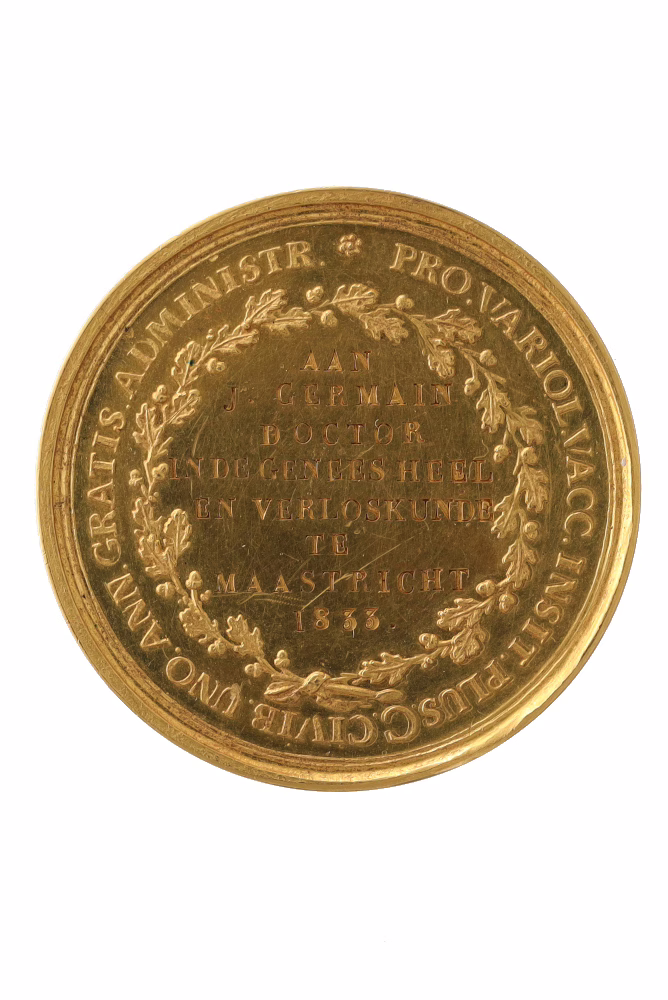 PRO. VARIOL. VACC. INSIT. PLUS. C. CIVIB. UNO. ANN. GRATIS ADMINISTR.
AAN
J. GERMAIN
DOCTOR
IN DE GENEES HEEL
EN VERLOSKUNDE
TE
MAASTRICHT
1833.